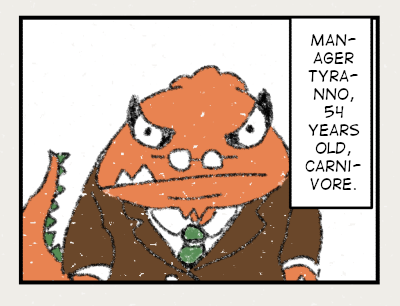 MAN-
AGER
TYRA-
NNO,
54
YEARS
OLD,
CARNI-
VORE.